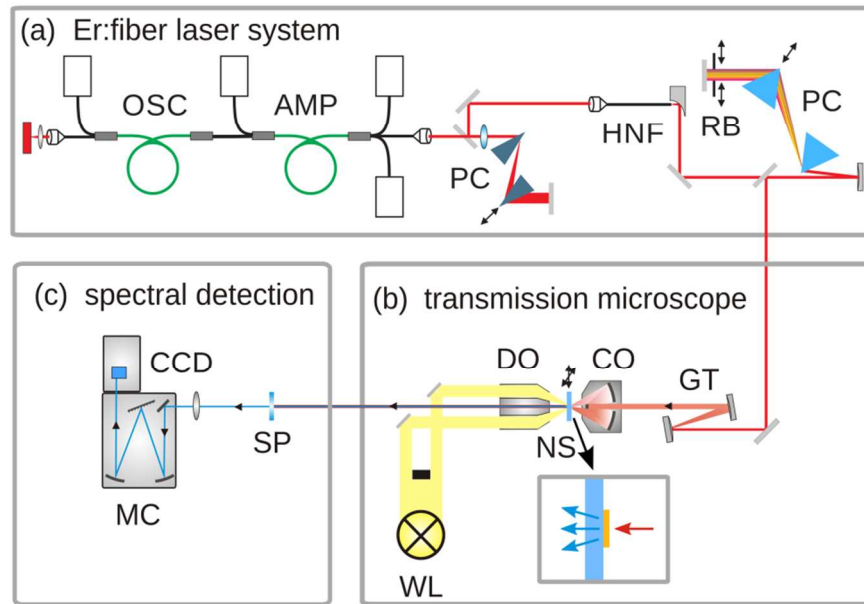 (a) Er:fiber laser system
OSC
AMP
PC
HNF
RB
PC
(c) spectral detection
CCD
SP
MC
(b) transmission microscope
DO
CO
GT
NS
WL